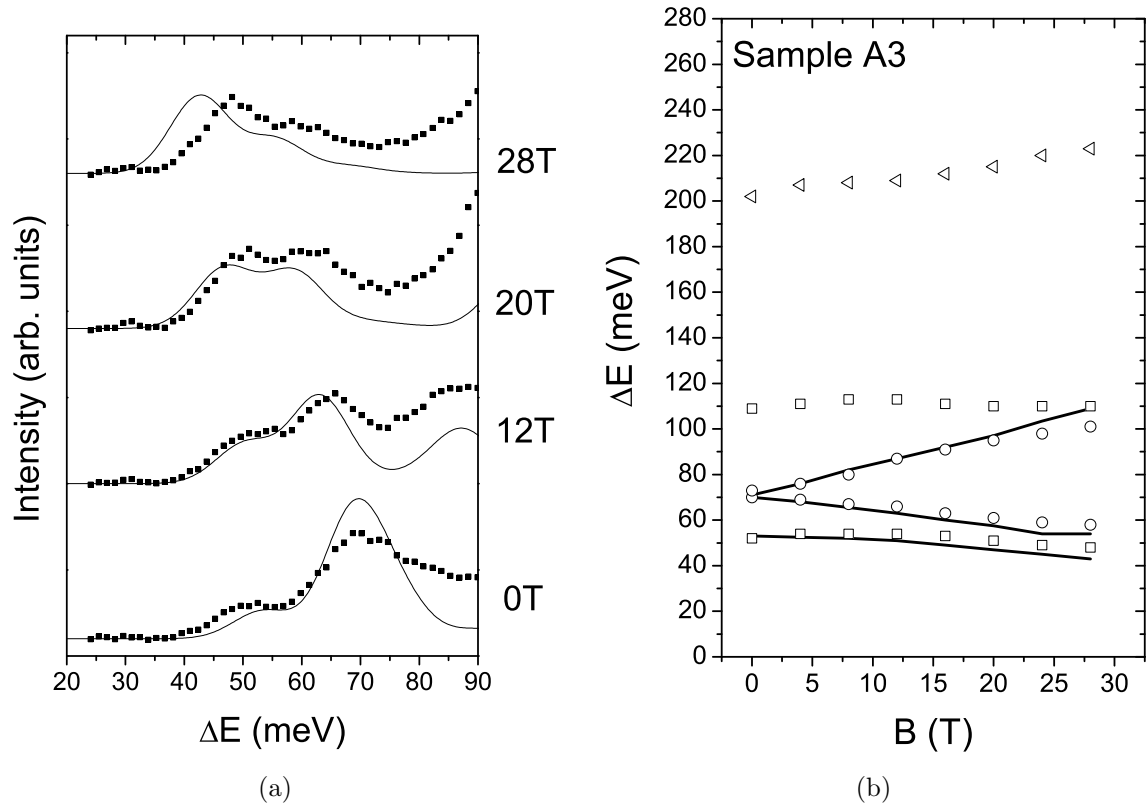 28T
20T
12T
0T
Intensity (arb. units)
20 30 40 50 60 70 80 90
ΔE (meV)
(a)
Sample A3
280
260
240
220
200
180
160
140
120
100
80
60
40
20
0
ΔE (meV)
0 5 10 15 20 25 30
B (T)
(b)